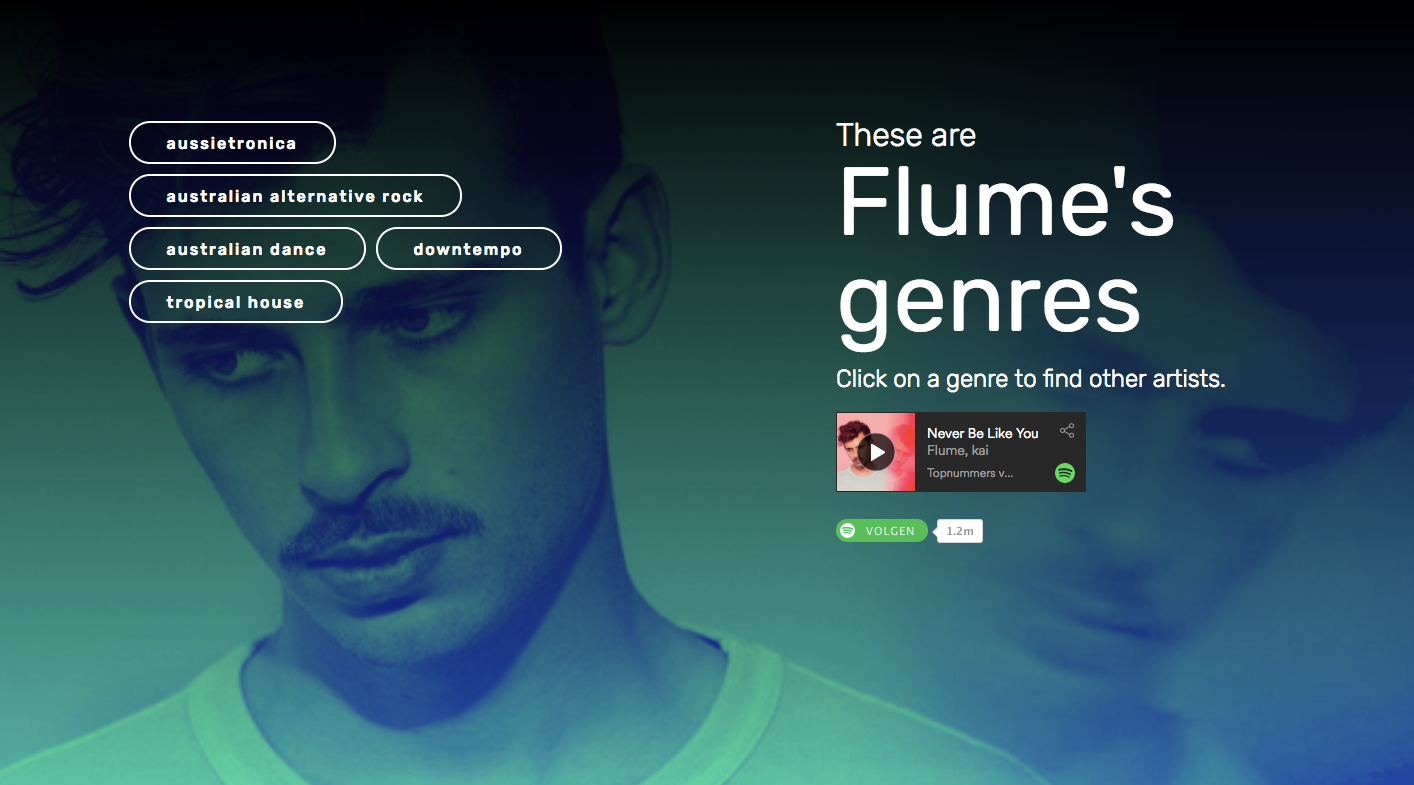 aussietronica
australian alternative rock
australian dance
downtempo
tropical house
These are
Flume's
genres
Click on a genre to find other artists.
Never Be Like You
Flume, kai
Topnummers v...
VOLGEN
1.2m